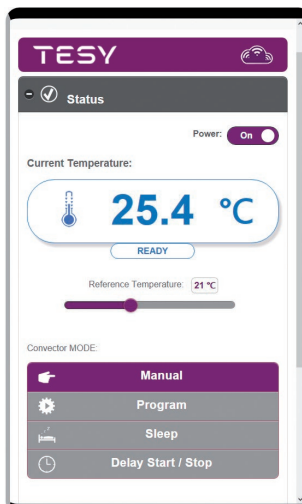 TESY
Status
Power: On
Current Temperature:
25.4 °C
READY
Reference Temperature: 21 °C
Convector MODE:
Manual
Program
Sleep
Delay Start / Stop